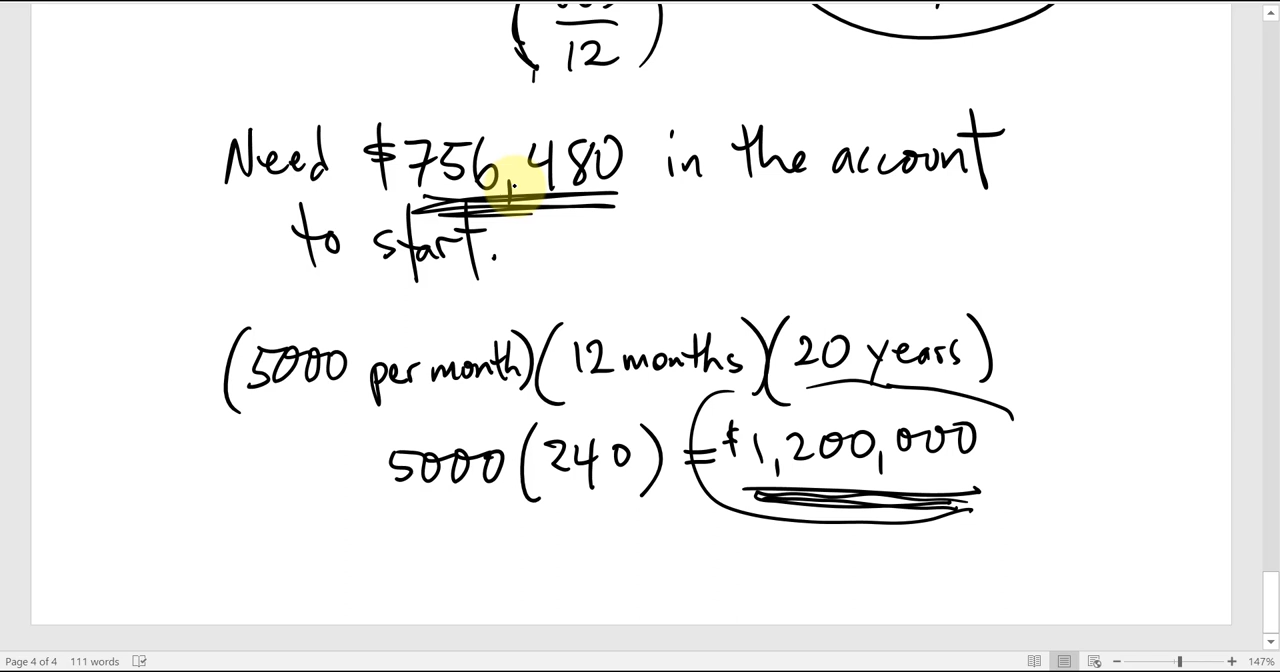 12
Need $756,480 in the account
to start.
(5000 per month)(12 months)(20 years)
5000(240) = $1,200,000
Page 4 of 4 111 words 147%